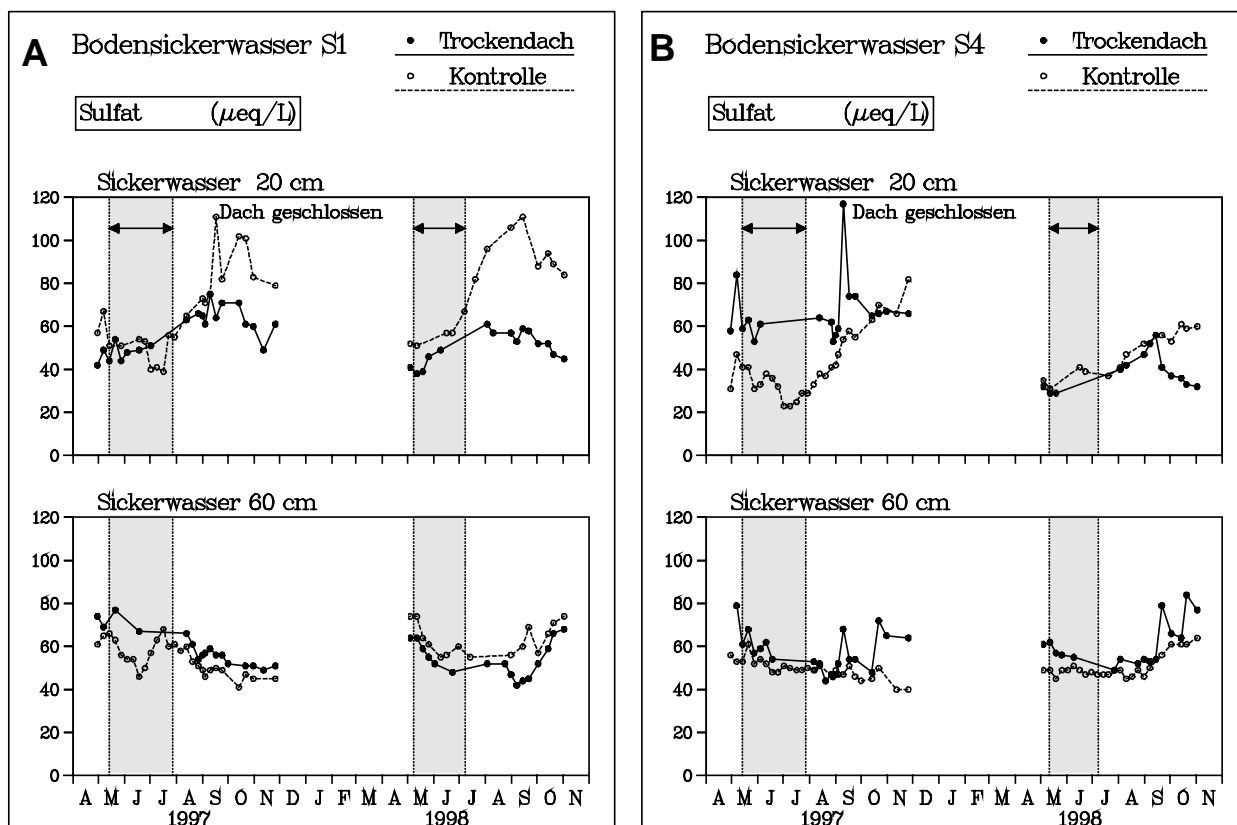 A Bodensickerwasser S1
Trockendach
Kontrolle
Sulfat (µeq/L)
Sickerwasser 20 cm
Dach geschlossen
120
100
80
60
40
20
0
Sickerwasser 60 cm
120
100
80
60
40
20
0
A M J J A S O N D J F M A M J J A S O N
1997 1998
B Bodensickerwasser S4
Trockendach
Kontrolle
Sulfat (µeq/L)
Sickerwasser 20 cm
Dach geschlossen
120
100
80
60
40
20
0
Sickerwasser 60 cm
120
100
80
60
40
20
0
A M J J A S O N D J F M A M J J A S O N
1997 1998